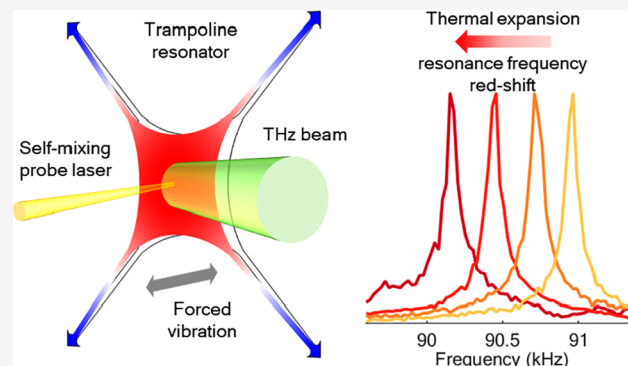 Trampoline
resonator
Self-mixing
probe laser
THz beam
Forced
vibration
Thermal expansion
resonance frequency
red-shift
90 90.5 91
Frequency (kHz)